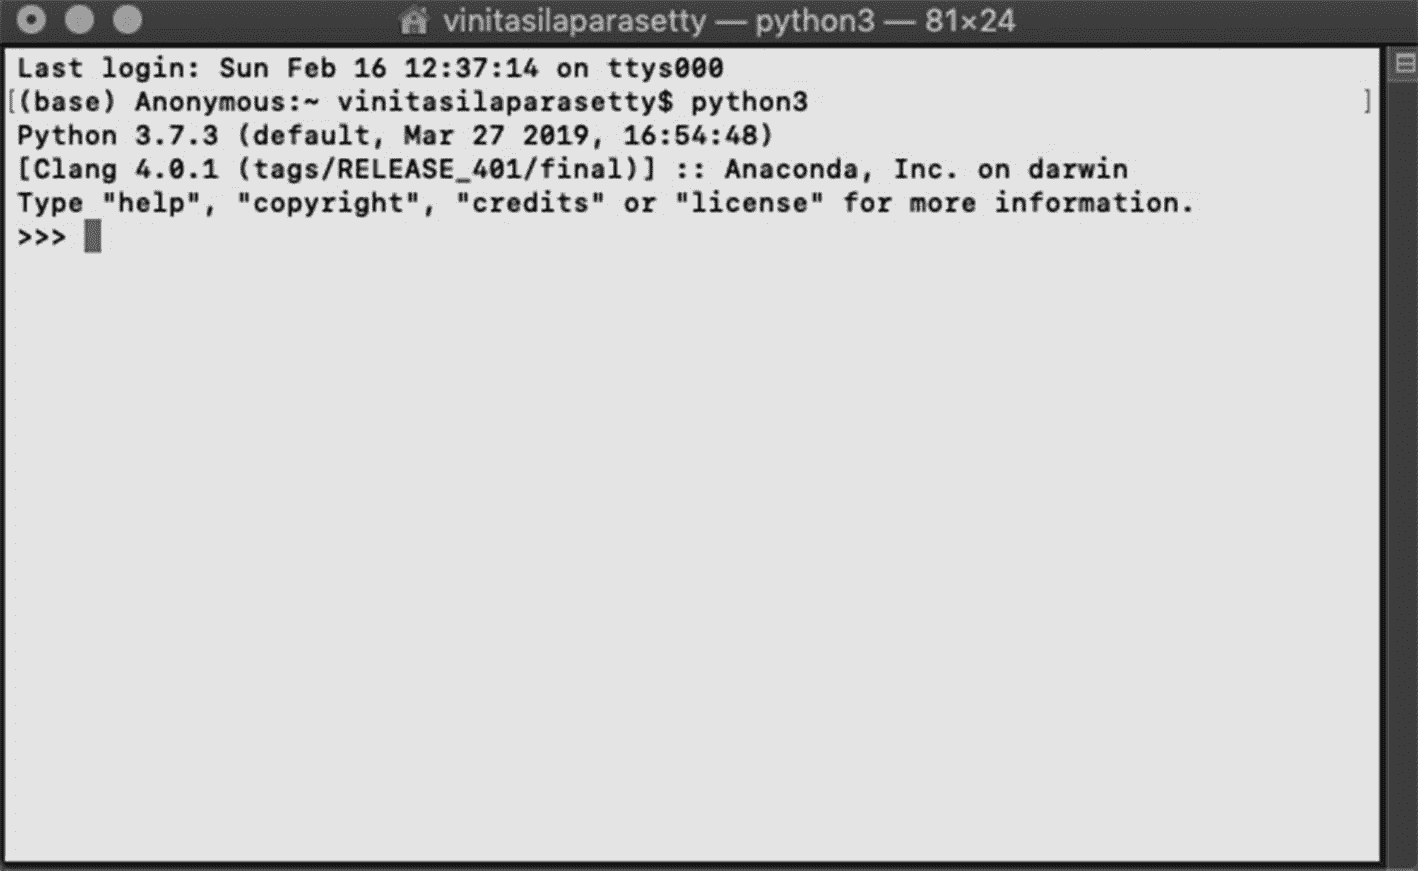 vinitasilaparasetty — python3 — 81×24
Last login: Sun Feb 16 12:37:14 on ttys000
[(base) Anonymous:~ vinitasilaparasetty$ python3 ]
Python 3.7.3 (default, Mar 27 2019, 16:54:48)
[Clang 4.0.1 (tags/RELEASE_401/final)] :: Anaconda, Inc. on darwin
Type "help", "copyright", "credits" or "license" for more information.
>>>